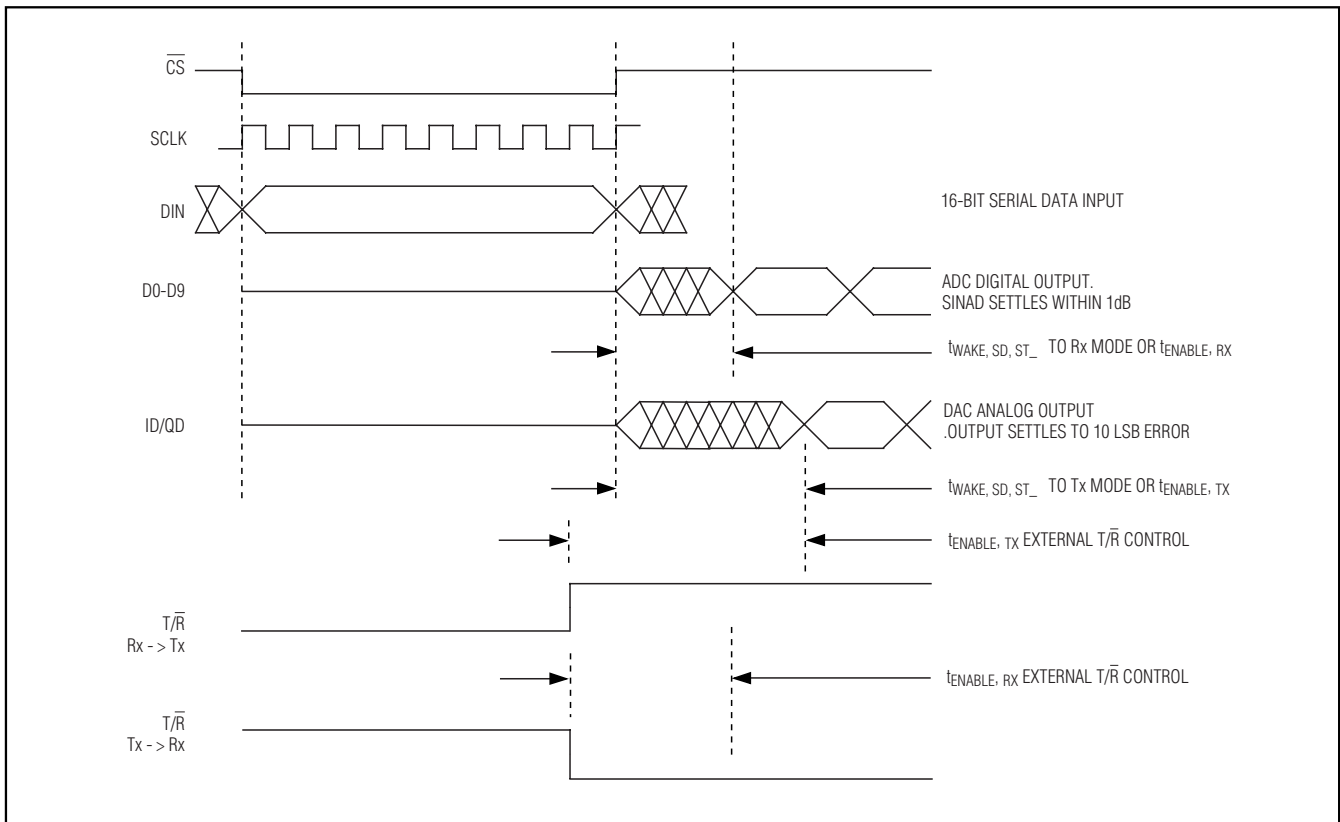 C̅S̅
SCLK
DIN
16-BIT SERIAL DATA INPUT
D0-D9
ADC DIGITAL OUTPUT.
SINAD SETTLES WITHIN 1dB
tWAKE, SD, ST_ TO Rx MODE OR tENABLE, RX
ID/QD
DAC ANALOG OUTPUT
.OUTPUT SETTLES TO 10 LSB ERROR
tWAKE, SD, ST_ TO Tx MODE OR tENABLE, TX
tENABLE, TX EXTERNAL T/R̅ CONTROL
T/R̅
Rx - > Tx
tENABLE, RX EXTERNAL T/R̅ CONTROL
T/R̅
Tx - > Rx